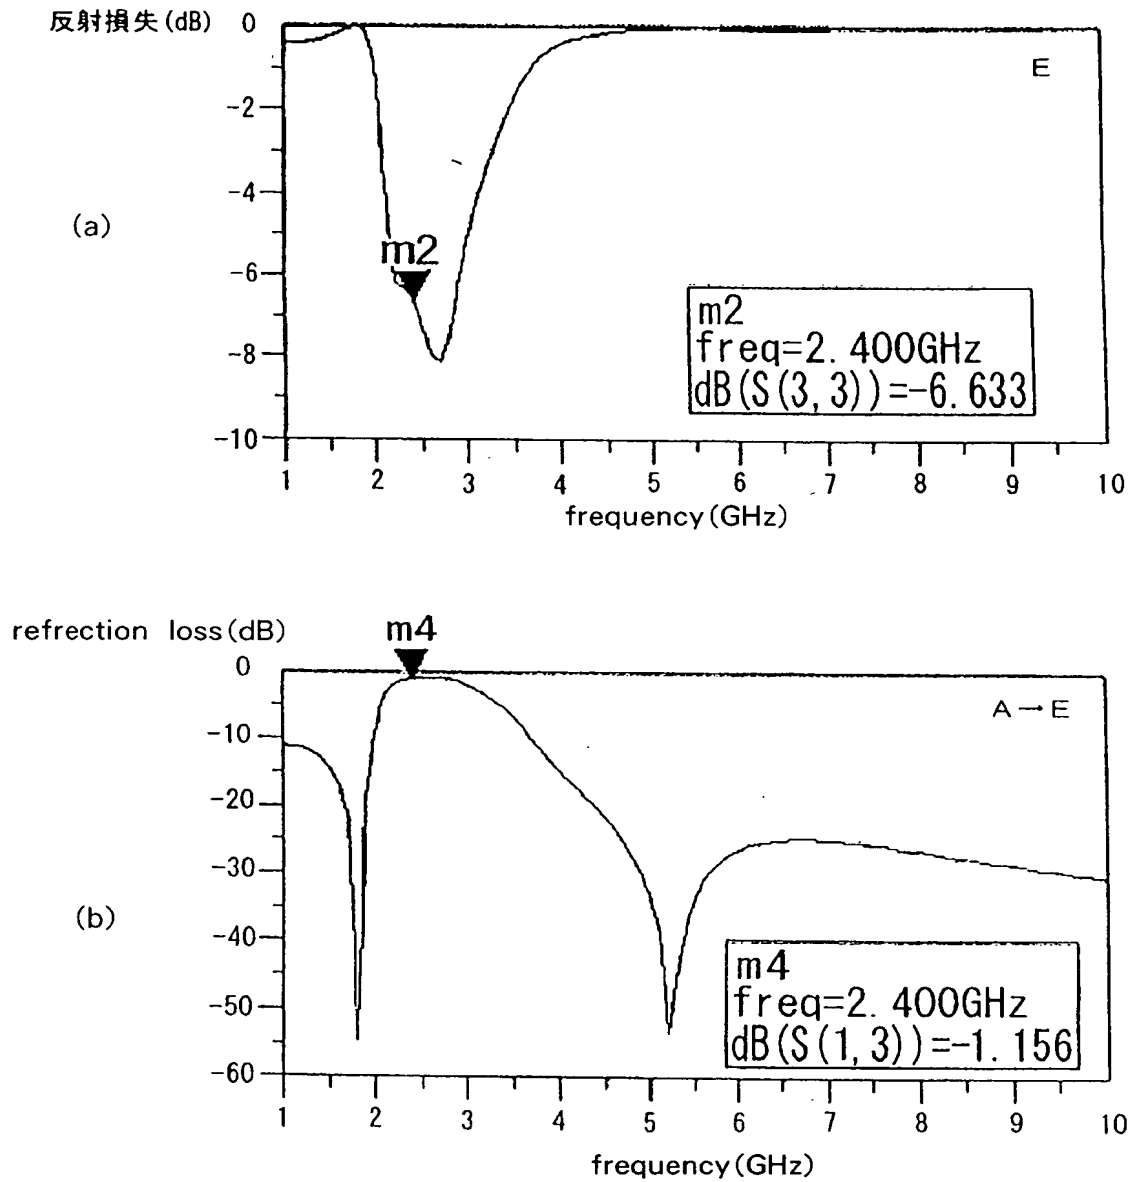 反射損失(dB)
0
-2
-4
-6
-8
-10
E
(a)
m2
m2
freq=2.400GHz
dB(S(3,3))=-6.633
1 2 3 4 5 6 7 8 9 10
frequency(GHz)
refrection loss(dB)
m4
0
-10
-20
-30
-40
-50
-60
A→E
(b)
m4
freq=2.400GHz
dB(S(1,3))=-1.156
1 2 3 4 5 6 7 8 9 10
frequency(GHz)